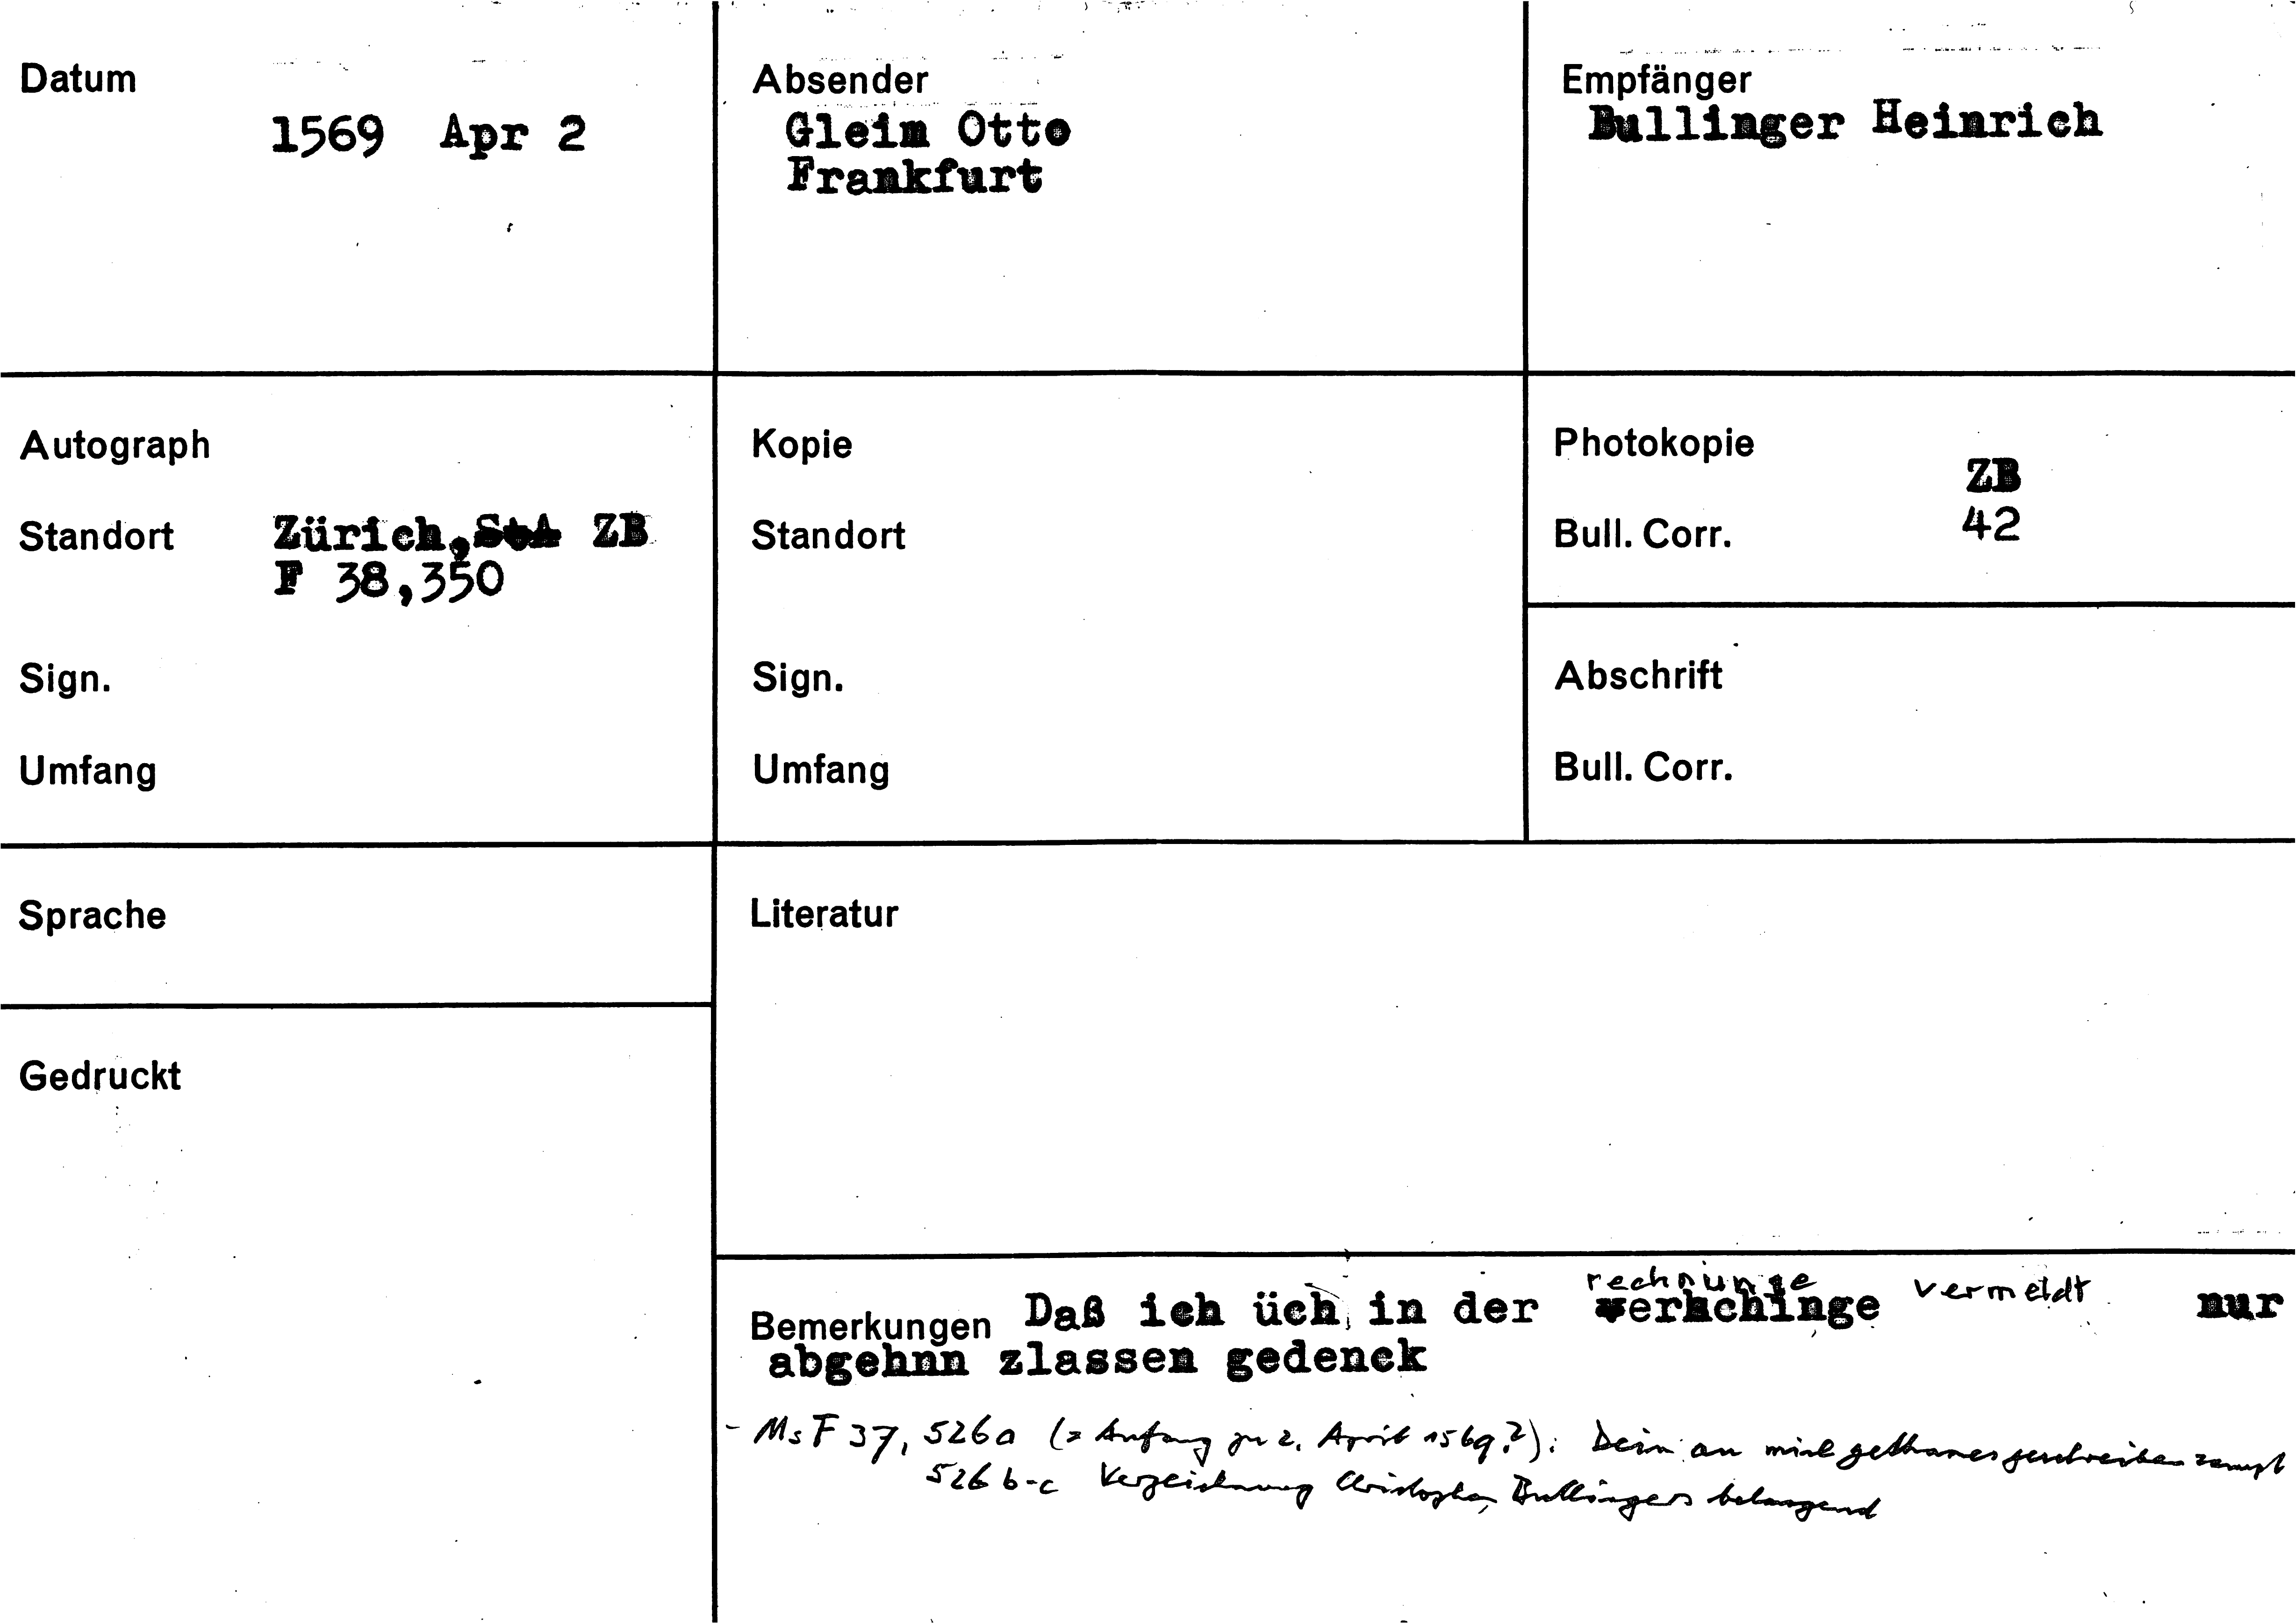 Datum
1569 Apr 2
Absender
Gleim Otto
Frankfurt
Empfänger
Bullinger Heinrich
Autograph
Standort Zürich, StA ZB
F 38,350
Sign.
Umfang
Kopie
Standort
Sign.
Umfang
Photokopie
ZB
Bull. Corr. 42
Abschrift
Bull. Corr.
Sprache
Literatur
Gedruckt
rechnunge vermeldt
Bemerkungen Daß ich üch in der nur
abgehnn zlassen gedenck
- Ms F 37, 526a (= Anfang zu 2. April 1569?): Dein an mich gethanes geschreiben sampt
526 b-c Verzeichnung Christophen Bullingers belangend